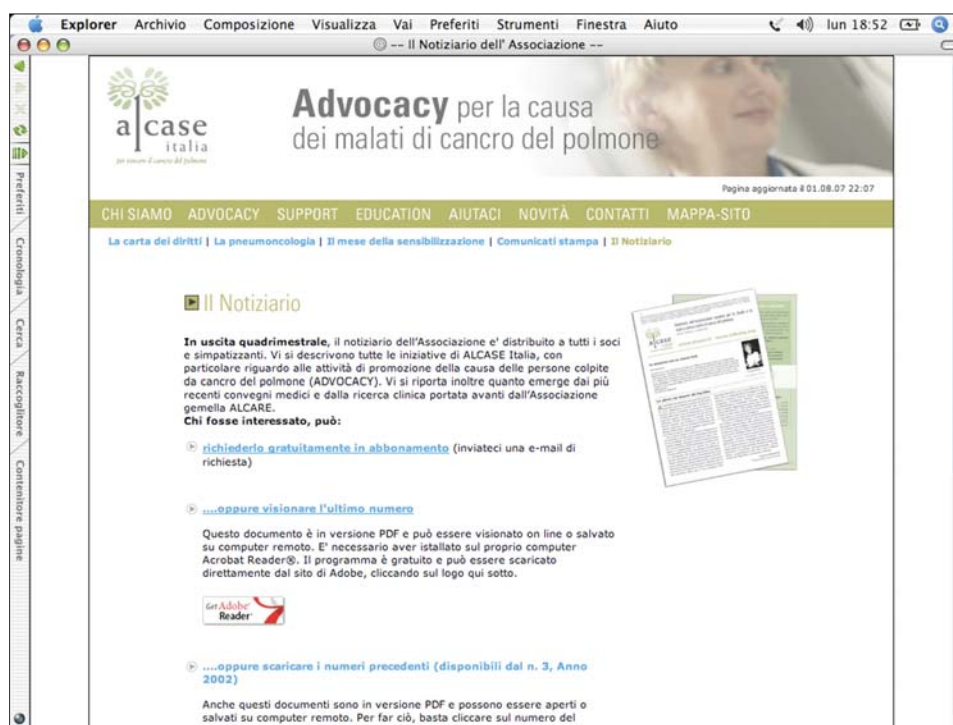 Explorer Archivio Composizione Visualizza Vai Preferiti Strumenti Finestra Aiuto lun 18:52
-- Il Notiziario dell' Associazione --
Preferiti
Cronologia
Cerca
Raccoglitore
Contenitore pagine
alcase
italia
per vincere il cancro del polmone
Advocacy per la causa
dei malati di cancro del polmone
Pagina aggiornata il 01.08.07 22:07
CHI SIAMO ADVOCACY SUPPORT EDUCATION AIUTACI NOVITÀ CONTATTI MAPPA-SITO
La carta dei diritti | La pneumoncologia | Il mese della sensibilizzazione | Comunicati stampa | Il Notiziario
Il Notiziario
In uscita quadrimestrale, il notiziario dell'Associazione e' distribuito a tutti i soci
e simpatizzanti. Vi si descrivono tutte le iniziative di ALCASE Italia, con
particolare riguardo alle attività di promozione della causa delle persone colpite
da cancro del polmone (ADVOCACY). Vi si riporta inoltre quanto emerge dai più
recenti convegni medici e dalla ricerca clinica portata avanti dall'Associazione
gemella ALCARE.
Chi fosse interessato, può:
richiederlo gratuitamente in abbonamento (inviateci una e-mail di
richiesta)
....oppure visionare l'ultimo numero
Questo documento è in versione PDF e può essere visionato on line o salvato
su computer remoto. E' necessario aver istallato sul proprio computer
Acrobat Reader®. Il programma è gratuito e può essere scaricato
direttamente dal sito di Adobe, cliccando sul logo qui sotto.
Get Adobe
Reader
....oppure scaricare i numeri precedenti (disponibili dal n. 3, Anno
2002)
Anche questi documenti sono in versione PDF e possono essere aperti o
salvati su computer remoto. Per far ciò, basta cliccare sul numero del